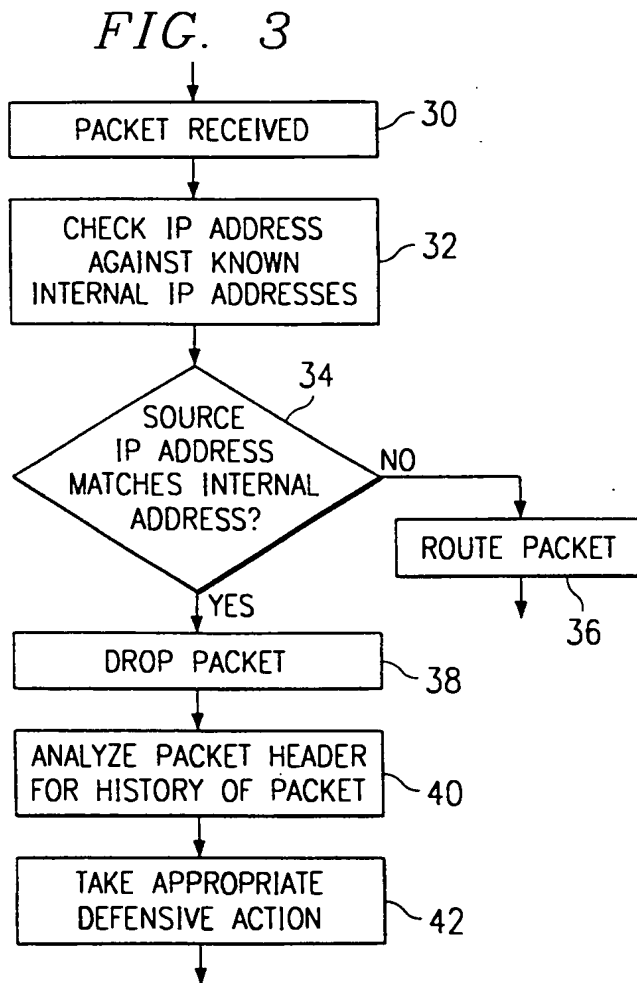 FIG. 3
PACKET RECEIVED
30
CHECK IP ADDRESS
AGAINST KNOWN
INTERNAL IP ADDRESSES
32
34
SOURCE
IP ADDRESS
MATCHES INTERNAL
ADDRESS?
NO
ROUTE PACKET
36
YES
DROP PACKET
38
ANALYZE PACKET HEADER
FOR HISTORY OF PACKET
40
TAKE APPROPRIATE
DEFENSIVE ACTION
42